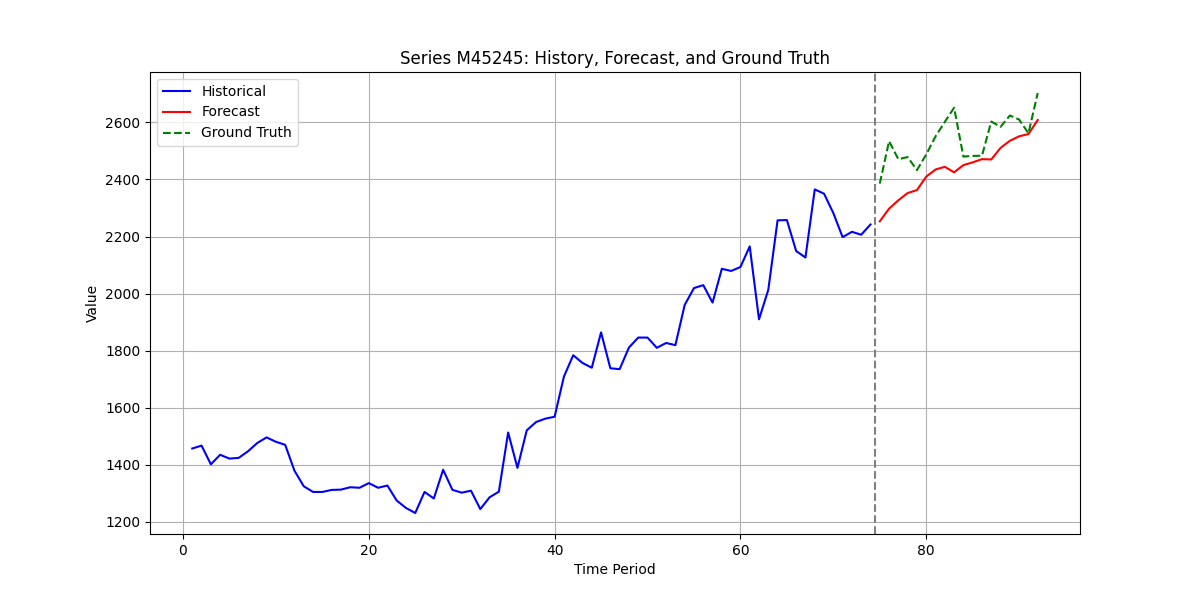 Series M45245: History, Forecast, and Ground Truth
Historical
Forecast
Ground Truth
Value
2600
2400
2200
2000
1800
1600
1400
1200
0 20 40 60 80
Time Period